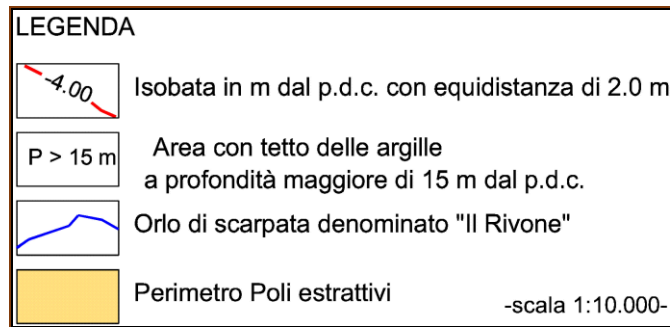 LEGENDA
-4.00
Isobata in m dal p.d.c. con equidistanza di 2.0 m
P > 15 m
Area con tetto delle argille
a profondità maggiore di 15 m dal p.d.c.
Orlo di scarpata denominato "Il Rivone"
Perimetro Poli estrattivi
-scala 1:10.000-